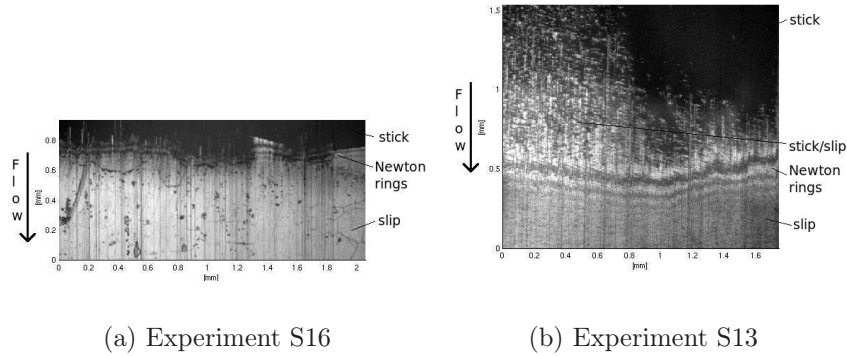 stick
Newton
rings
slip
Flow
[mm]
0.8
0.6
0.4
0.2
0
0 0.2 0.4 0.6 0.8 1 1.2 1.4 1.6 1.8 2
[mm]
(a) Experiment S16
stick
stick/slip
Newton
rings
slip
Flow
[mm]
1.5
1
0.5
0
0 0.2 0.4 0.6 0.8 1 1.2 1.4 1.6
[mm]
(b) Experiment S13